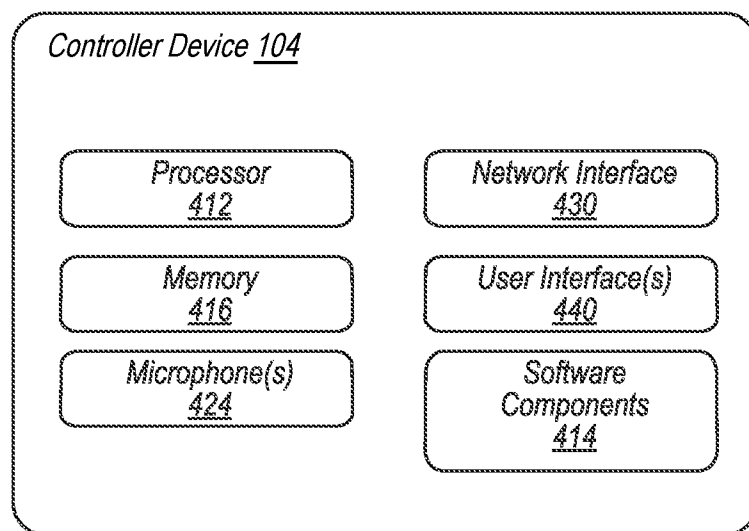 Controller Device 104
Processor
412
Network Interface
430
Memory
416
User Interface(s)
440
Microphone(s)
424
Software
Components
414